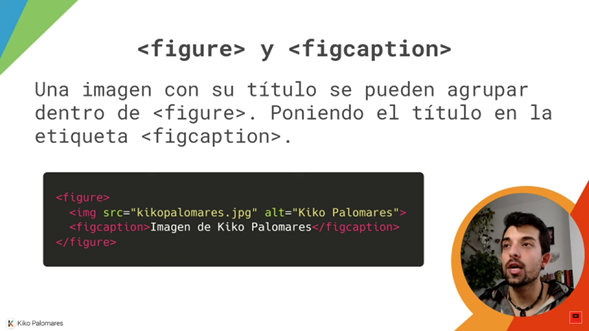 <figure> y <figcaption>
Una imagen con su título se pueden agrupar
dentro de <figure>. Poniendo el título en la
etiqueta <figcaption>.
<figure>
<img src="kikopalomares.jpg" alt="Kiko Palomares">
<figcaption>Imagen de Kiko Palomares</figcaption>
</figure>
Kiko Palomares